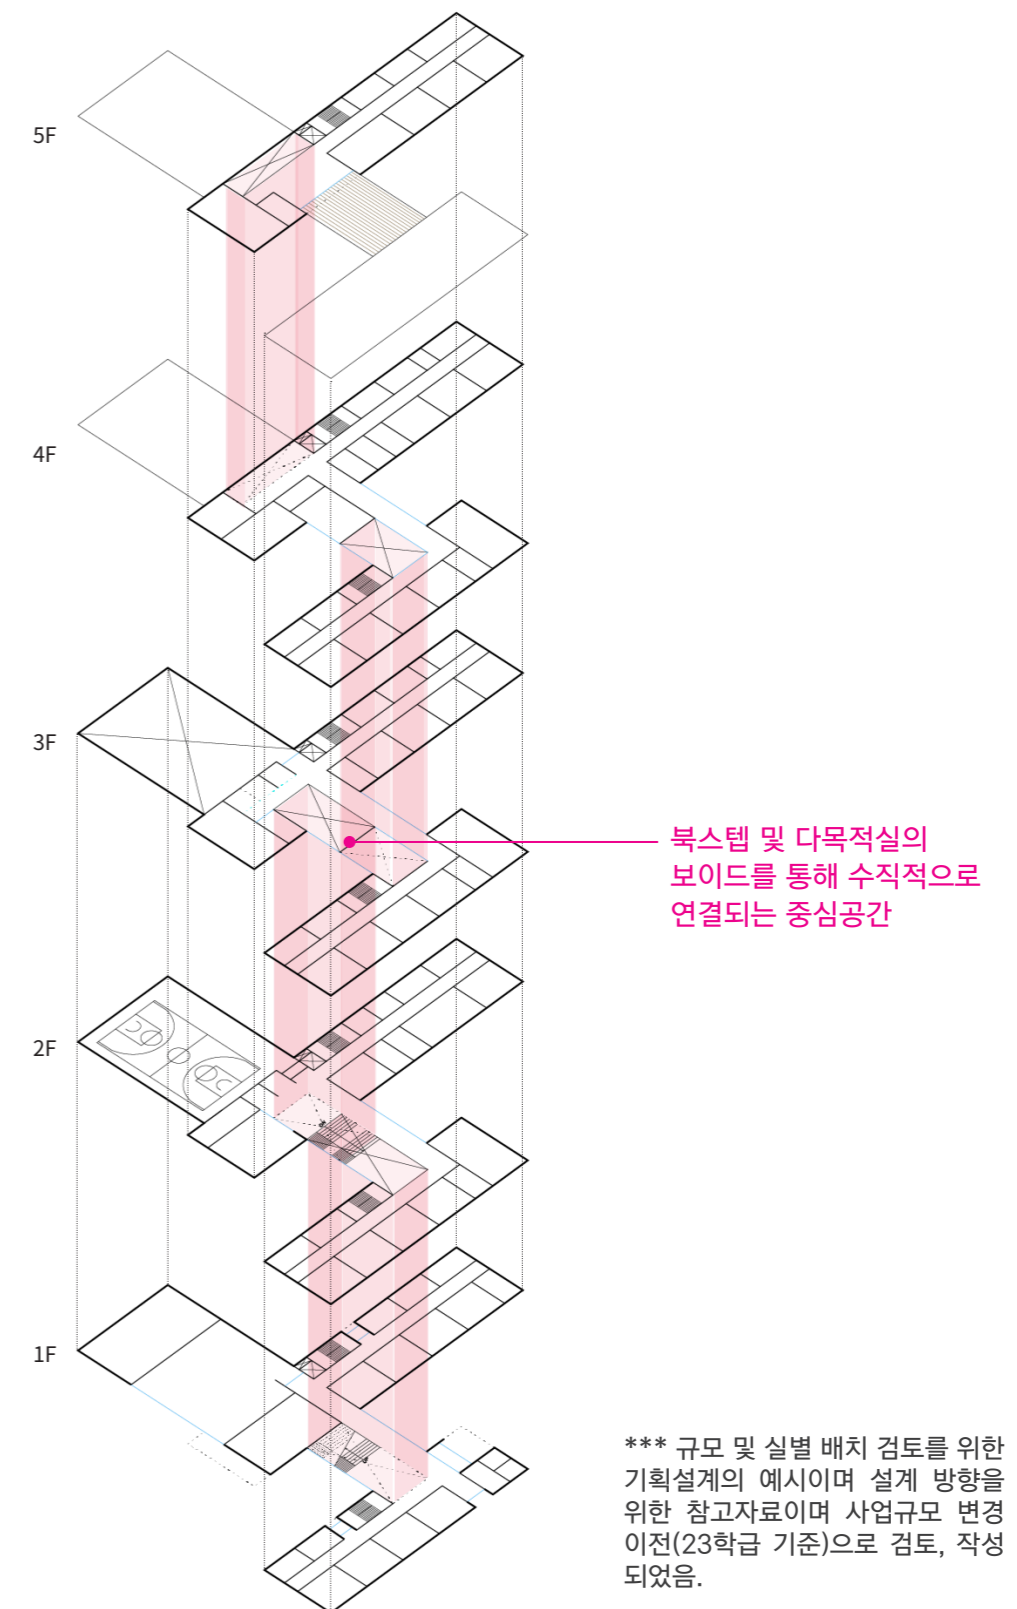 5F
4F
3F
북스텝 및 다목적실의
보이드를 통해 수직적으로
연결되는 중심공간
2F
1F
*** 규모 및 실별 배치 검토를 위한
기획설계의 예시이며 설계 방향을
위한 참고자료이며 사업규모 변경
이전(23학급 기준)으로 검토, 작성
되었음.